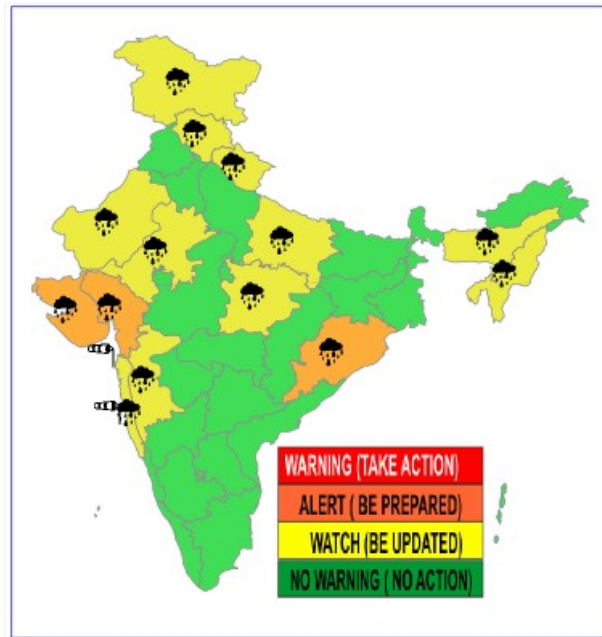 WARNING (TAKE ACTION)
ALERT ( BE PREPARED)
WATCH (BE UPDATED)
NO WARNING ( NO ACTION)